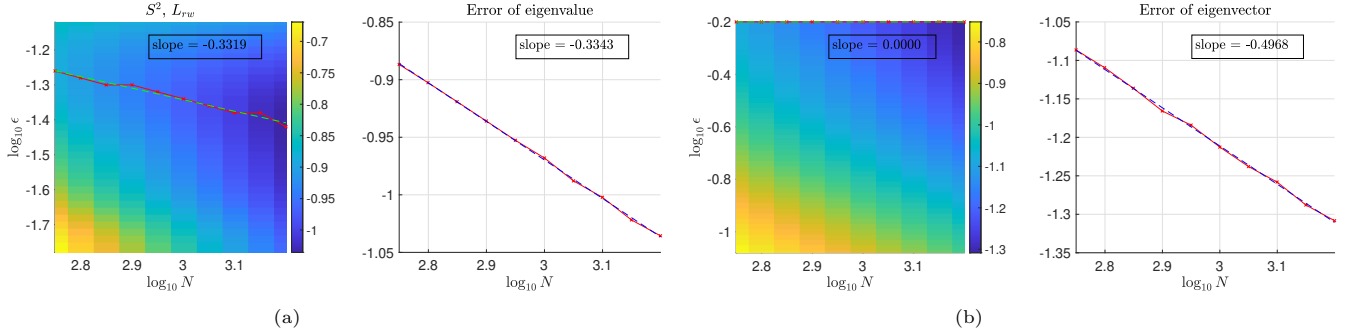 S², L_rw
slope = -0.3319
log₁₀ ϵ
-1.2
-1.3
-1.4
-1.5
-1.6
-1.7
2.8 2.9 3 3.1
log₁₀ N
-0.7
-0.75
-0.8
-0.85
-0.9
-0.95
-1
Error of eigenvalue
slope = -0.3343
-0.85
-0.9
-0.95
-1
-1.05
2.8 2.9 3 3.1
log₁₀ N
(a)
slope = 0.0000
log₁₀ ϵ
-0.2
-0.4
-0.6
-0.8
-1
2.8 2.9 3 3.1
log₁₀ N
-0.8
-0.9
-1
-1.1
-1.2
-1.3
Error of eigenvector
slope = -0.4968
-1.05
-1.1
-1.15
-1.2
-1.25
-1.3
-1.35
2.8 2.9 3 3.1
log₁₀ N
(b)